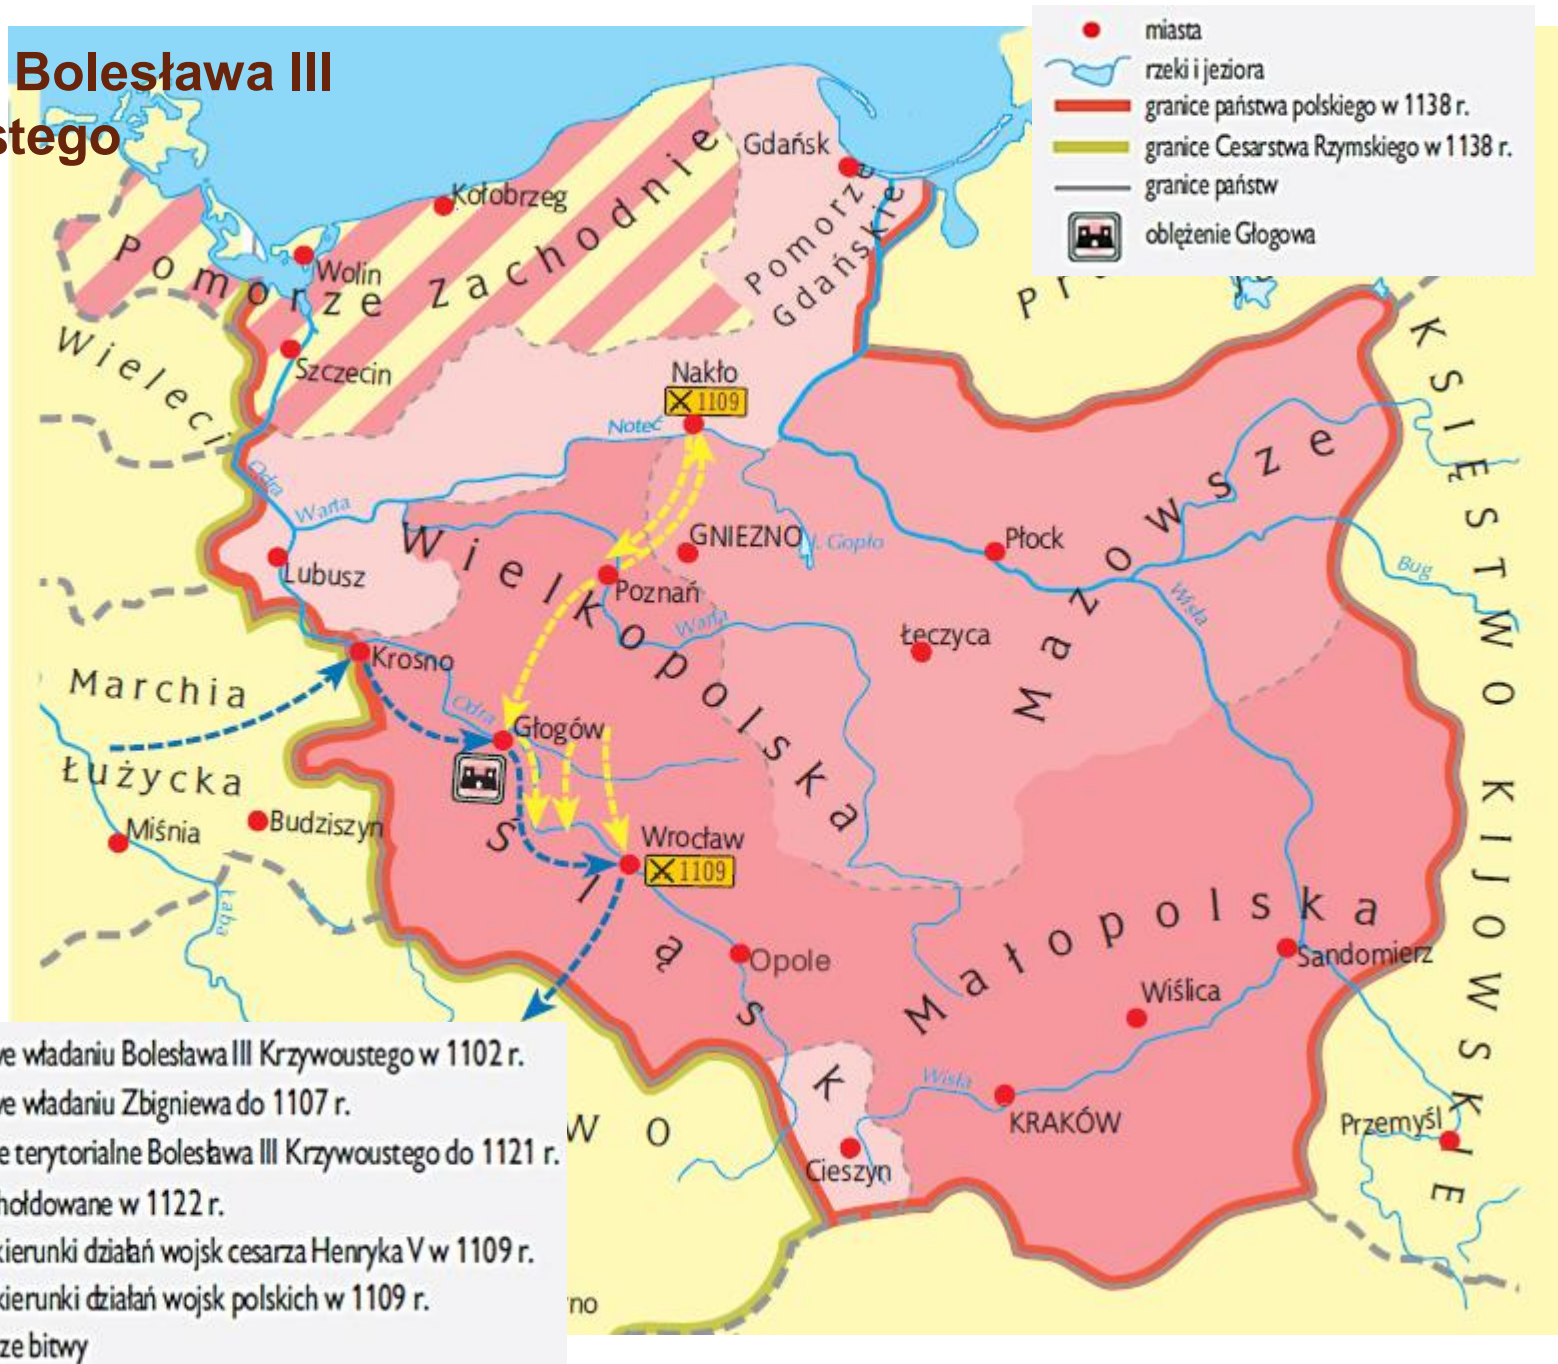 Bolesława III
stego
miasta
rzeki i jeziora
granice państwa polskiego w 1138 r.
granice Cesarstwa Rzymskiego w 1138 r.
granice państw
oblężenie Głogowa
Gdańsk
Kołobrzeg
Pomorze Zachodnie
Pomorze
Gdańskie
Wolin
Szczecin
Wieleci
Nakło
1109
Noteć
Odra
Warta
Lubusz
GNIEZNO
J. Gopło
Poznań
Warta
Wielkopolska
Płock
Mazowsze
Bug
Wisła
Łęczyca
KSIĘSTWO KIJOWSKIE
Krosno
Marchia
Łużycka
Odra
Głogów
Miśnia
Budziszyn
Łaba
Śląsk
Wrocław
1109
Opole
Małopolska
Sandomierz
Wiślica
K
Wisła
KRAKÓW
Cieszyn
Przemyśl
W O
no
we władaniu Bolesława III Krzywoustego w 1102 r.
we władaniu Zbigniewa do 1107 r.
e terytorialne Bolesława III Krzywoustego do 1121 r.
hołdowane w 1122 r.
kierunki działań wojsk cesarza Henryka V w 1109 r.
kierunki działań wojsk polskich w 1109 r.
ze bitwy